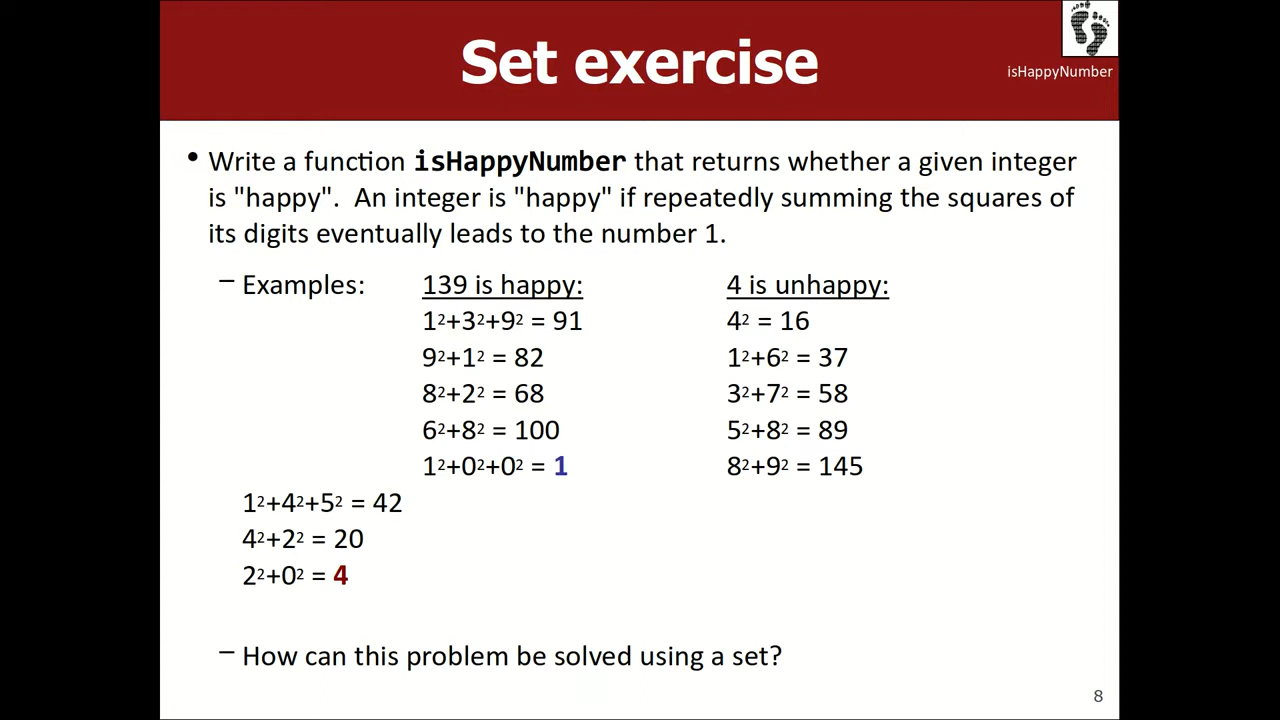 Set exercise
isHappyNumber
• Write a function isHappyNumber that returns whether a given integer
is "happy". An integer is "happy" if repeatedly summing the squares of
its digits eventually leads to the number 1.
– Examples: 139 is happy: 4 is unhappy:
1²+3²+9² = 91 4² = 16
9²+1² = 82 1²+6² = 37
8²+2² = 68 3²+7² = 58
6²+8² = 100 5²+8² = 89
1²+0²+0² = 1 8²+9² = 145
1²+4²+5² = 42
4²+2² = 20
2²+0² = 4
– How can this problem be solved using a set?
8